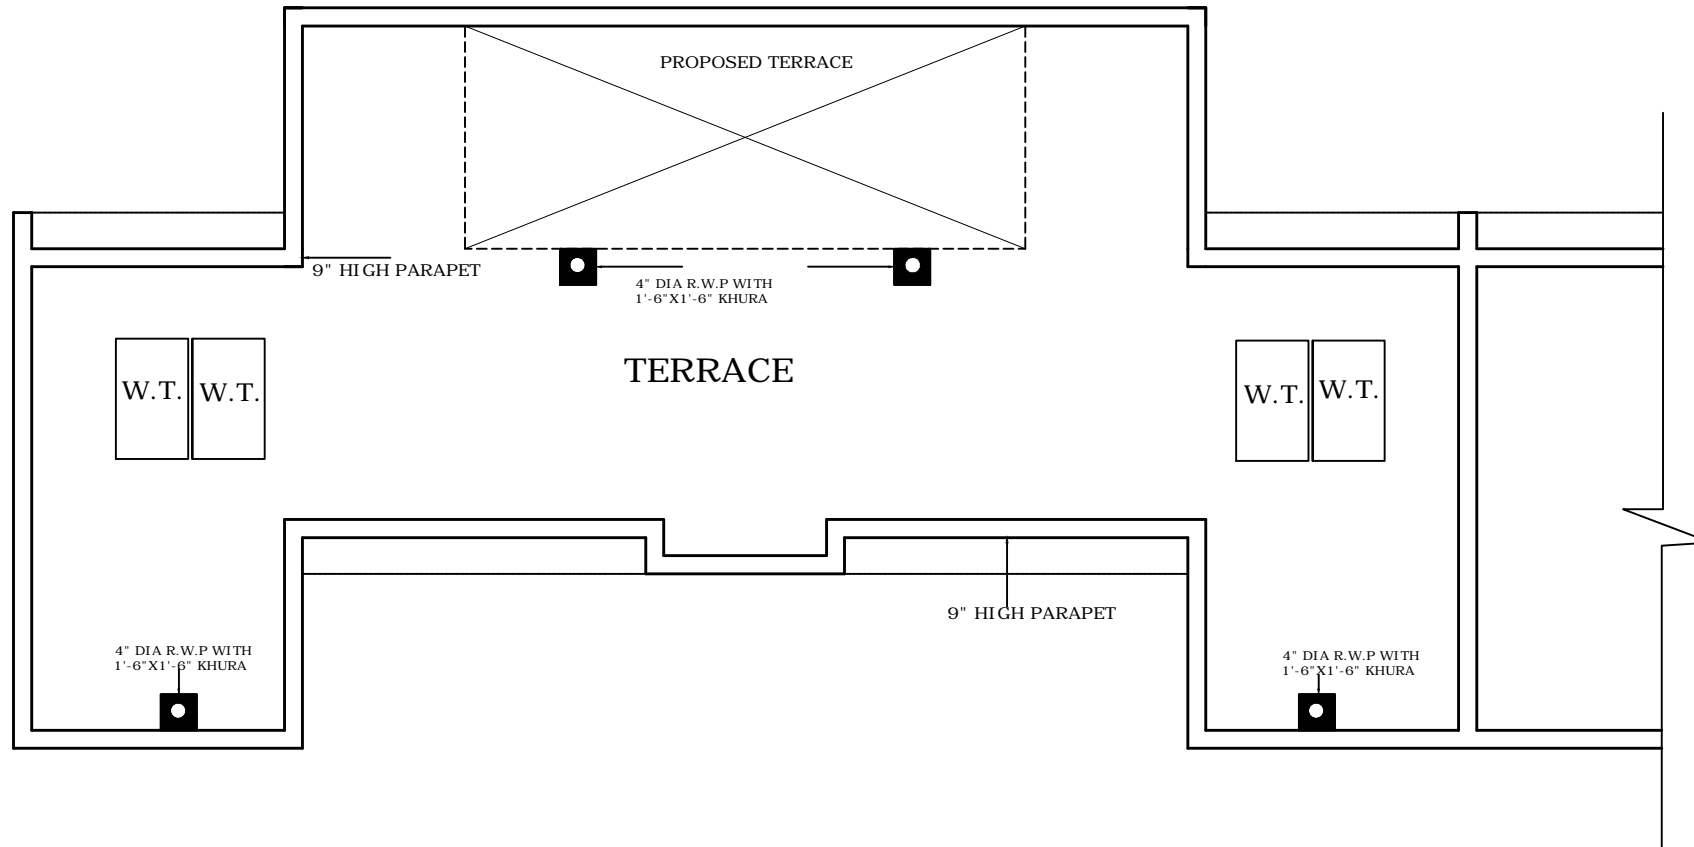 PROPOSED TERRACE
9" HIGH PARAPET
4" DIA R.W.P WITH
1'-6"X1'-6" KHURA
TERRACE
W.T.
W.T.
W.T.
W.T.
9" HIGH PARAPET
4" DIA R.W.P WITH
1'-6"X1'-6" KHURA
4" DIA R.W.P WITH
1'-6"X1'-6" KHURA